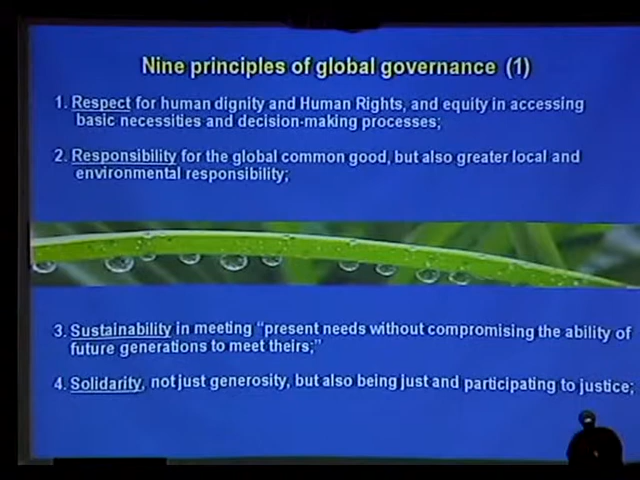 Nine principles of global governance (1)
1. Respect for human dignity and Human Rights, and equity in accessing
basic necessities and decision-making processes;
2. Responsibility for the global common good, but also greater local and
environmental responsibility;
3. Sustainability in meeting “present needs without compromising the ability of
future generations to meet theirs;”
4. Solidarity, not just generosity, but also being just and participating to justice;